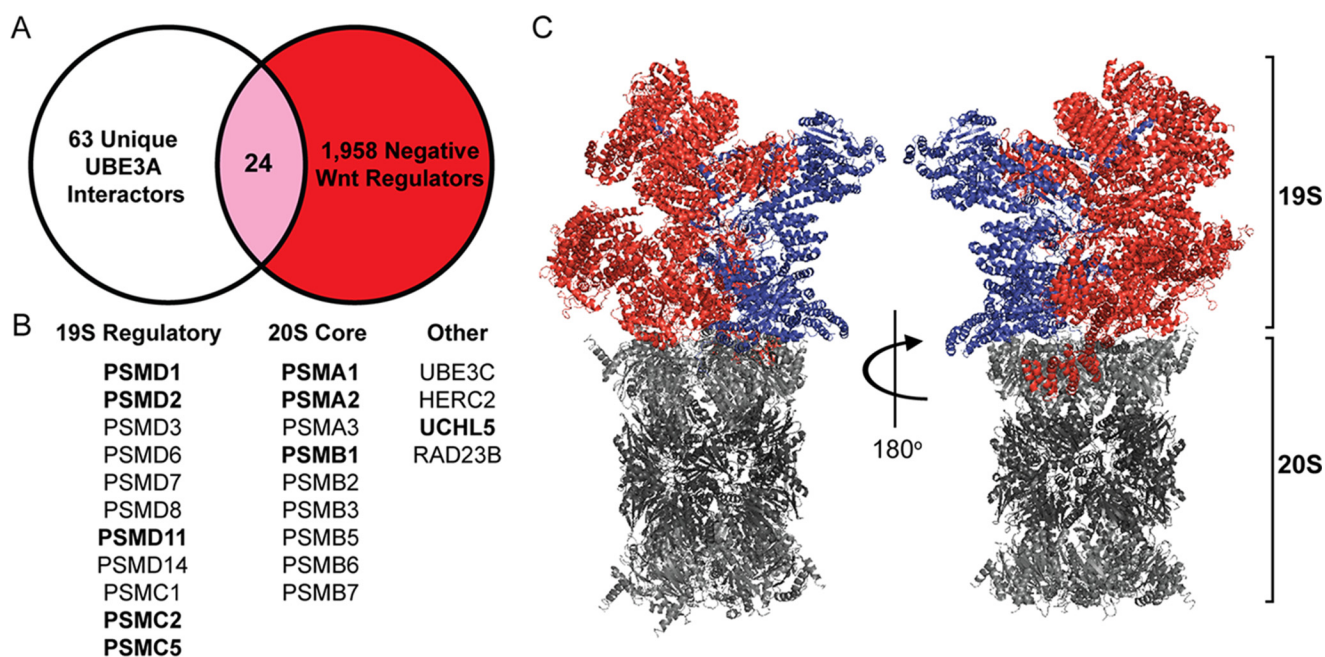 A
63 Unique
UBE3A
Interactors
24
1,958 Negative
Wnt Regulators
B
19S Regulatory
PSMD1
PSMD2
PSMD3
PSMD6
PSMD7
PSMD8
PSMD11
PSMD14
PSMC1
PSMC2
PSMC5
20S Core
PSMA1
PSMA2
PSMA3
PSMB1
PSMB2
PSMB3
PSMB5
PSMB6
PSMB7
Other
UBE3C
HERC2
UCHL5
RAD23B
C
180º
19S
20S